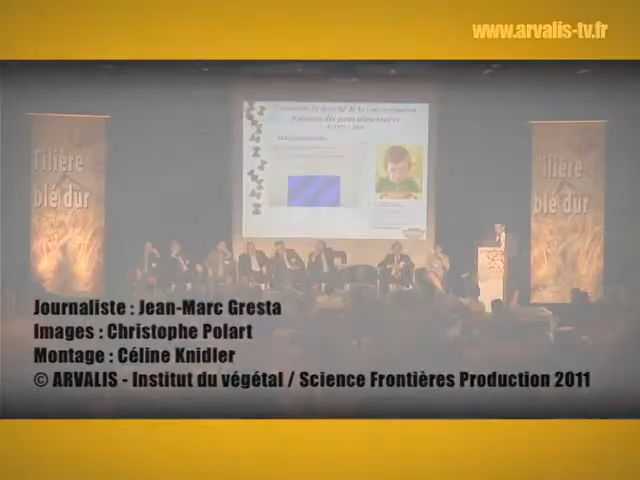 www.arvalis-tv.fr
filière
blé dur
filière
blé dur
Journaliste : Jean-Marc Gresta
Images : Christophe Polart
Montage : Céline Knidler
© ARVALIS - Institut du végétal / Science Frontières Production 2011